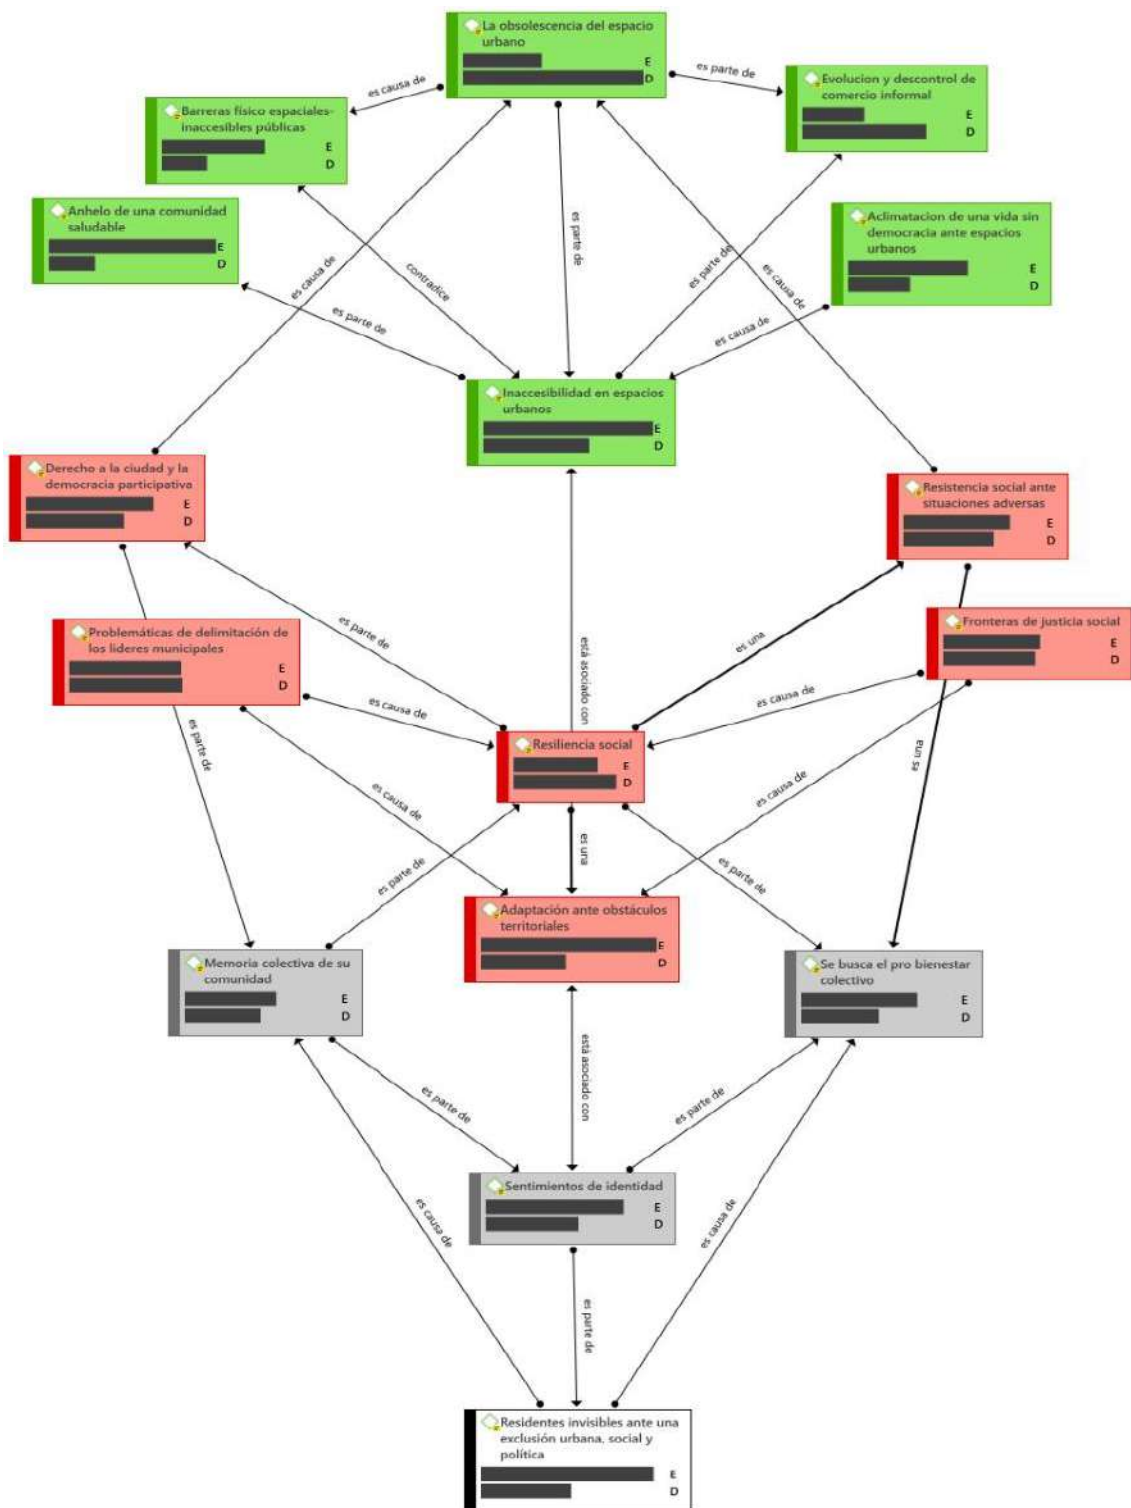 La obsolescencia del espacio
urbano
E
D
es causa de
es parte de
Evolucion y descontrol de
comercio informal
E
D
Barreras físico espaciales-
inaccesibles públicas
E
D
Anhelo de una comunidad
saludable
E
D
Aclimatacion de una vida sin
democracia ante espacios
urbanos
E
D
es parte de
es causa de
contradice
es parte de
es causa de
es parte de
es causa de
Inaccesibilidad en espacios
urbanos
E
D
Derecho a la ciudad y la
democracia participativa
E
D
Resistencia social ante
situaciones adversas
E
D
Problemáticas de delimitación de
los lideres municipales
E
D
Fronteras de justicia social
E
D
es parte de
es una
está asociado con
es causa de
es causa de
es parte de
es una
Resiliencia social
E
D
es causa de
es una
es causa de
es parte de
es parte de
Adaptación ante obstáculos
territoriales
E
D
Memoria colectiva de su
comunidad
E
D
Se busca el pro bienestar
colectivo
E
D
está asociado con
es parte de
es parte de
Sentimientos de identidad
E
D
es causa de
es causa de
es parte de
Residentes invisibles ante una
exclusión urbana, social y
política
E
D